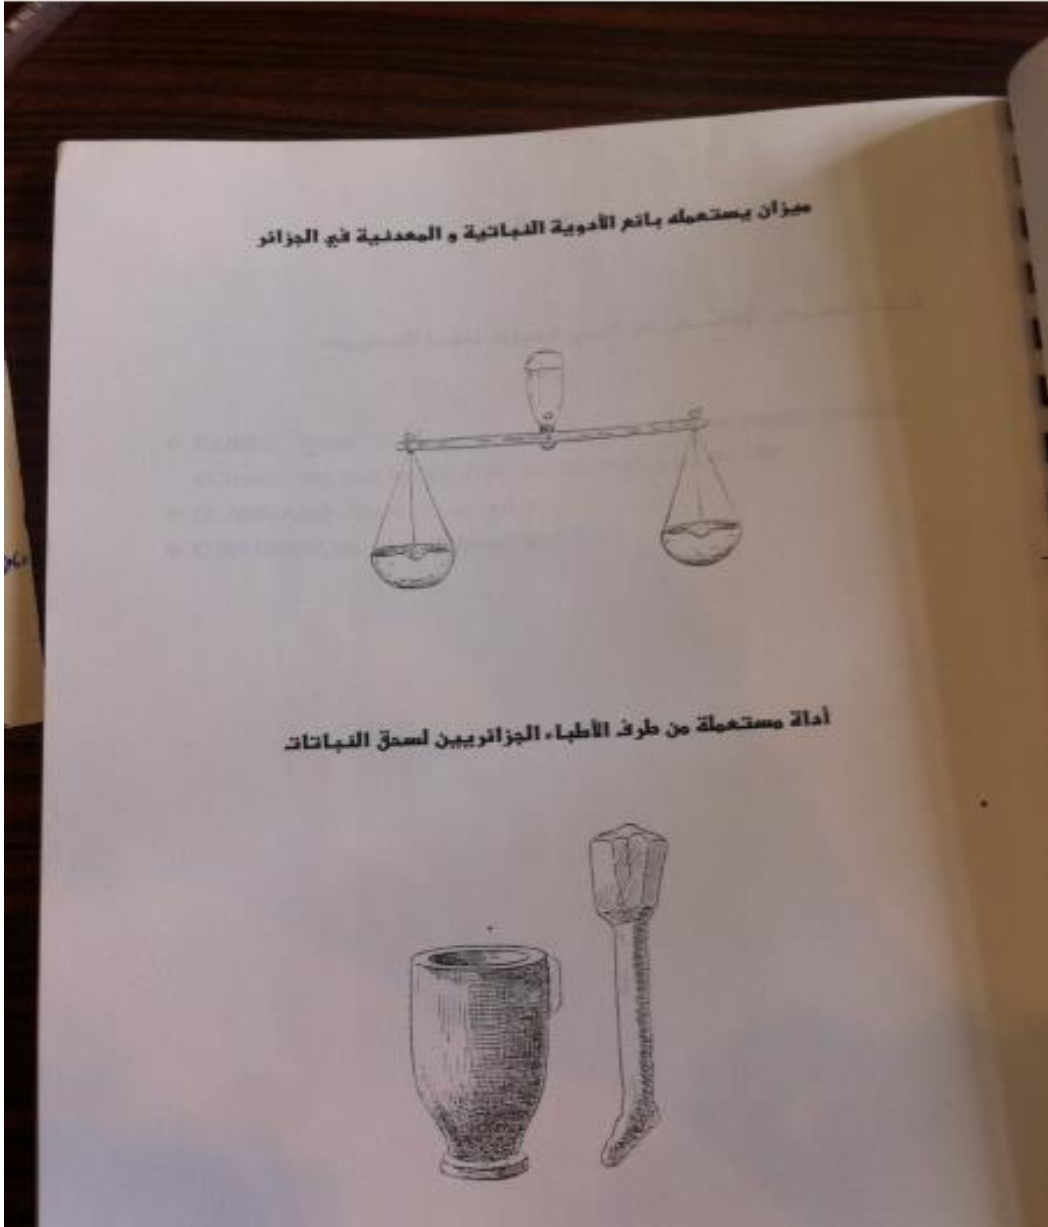 ميزان يستعمله بائع الأدوية النباتية و المعدنية في الجزائر
أداة مستعملة من طرف الأطباء الجزائريين لسحق النباتات